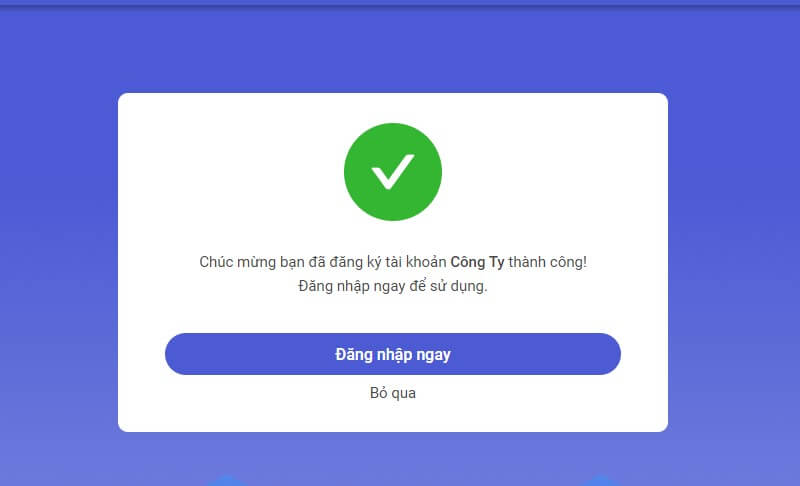 Chúc mừng bạn đã đăng ký tài khoản Công Ty thành công!
Đăng nhập ngay để sử dụng.
Đăng nhập ngay
Bỏ qua